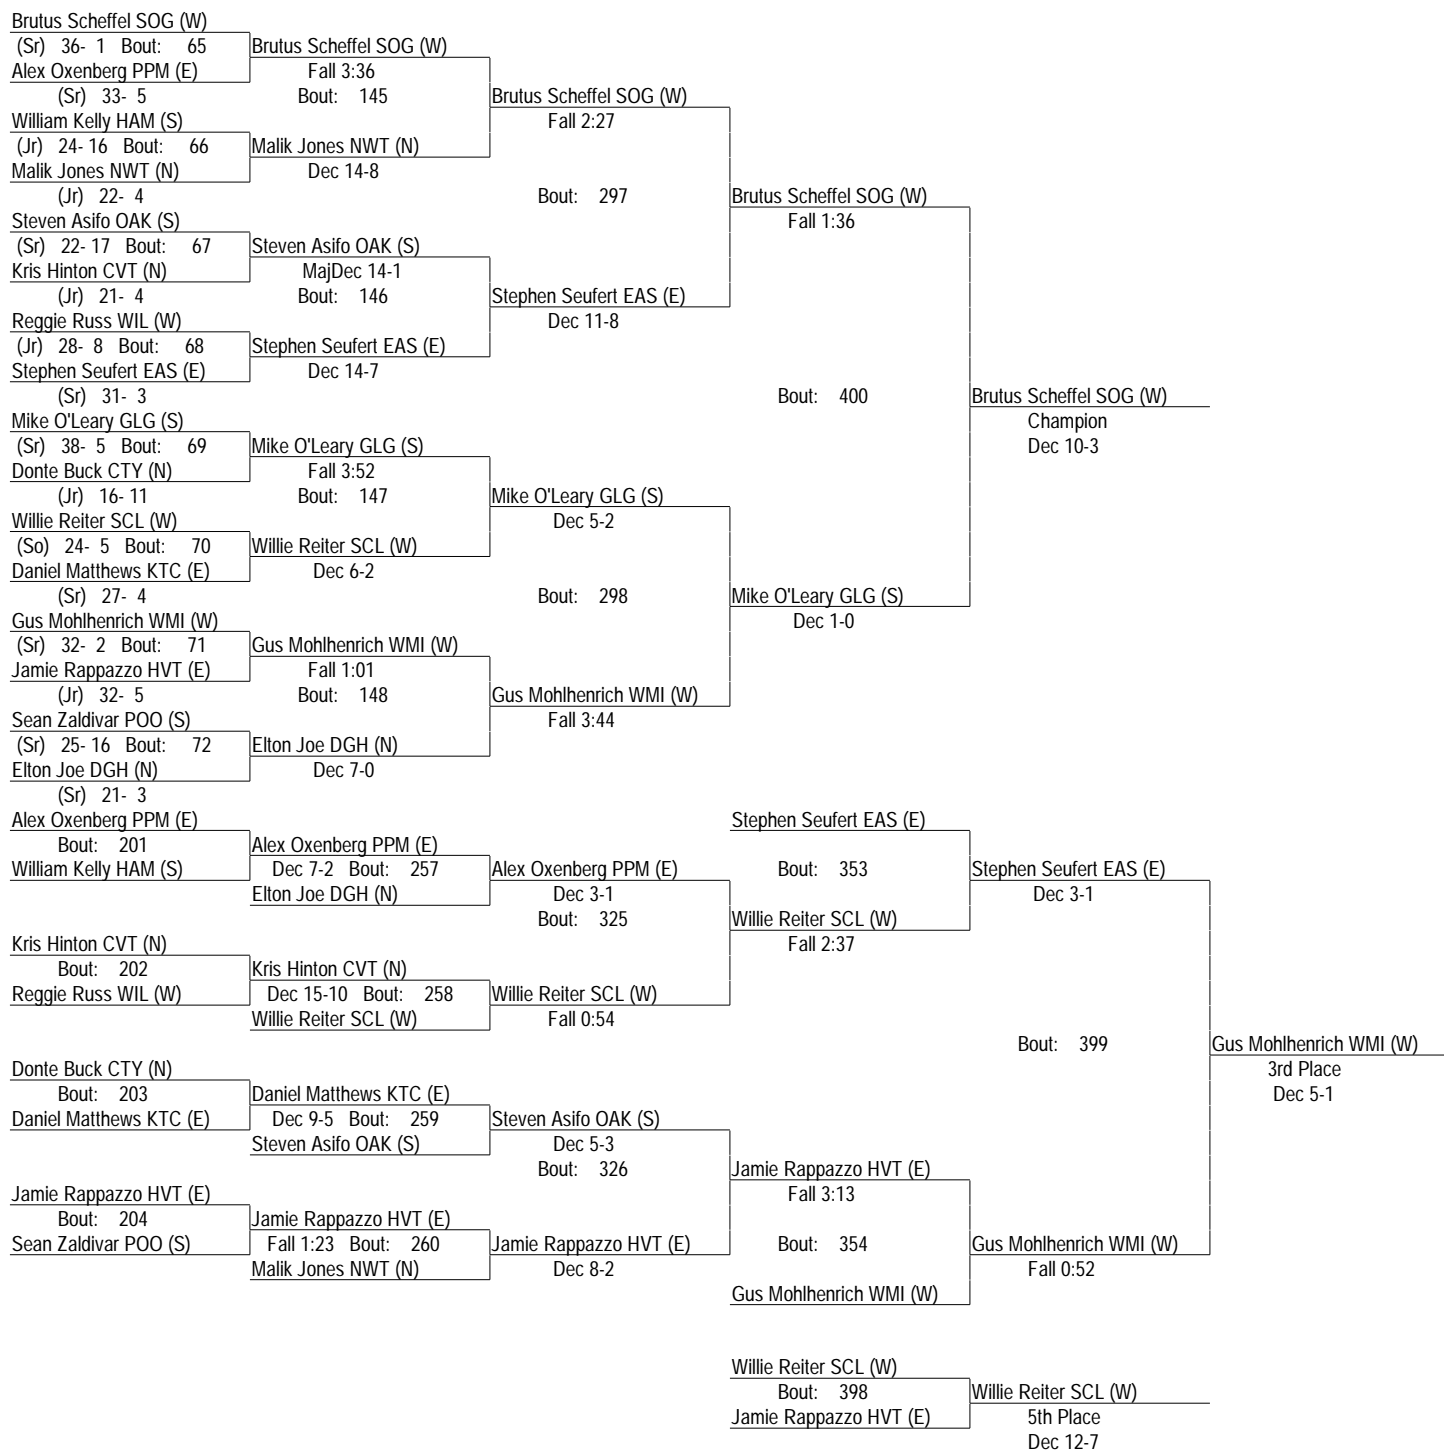 Brutus Scheffel SOG (W)
(Sr) 36- 1 Bout: 65
Brutus Scheffel SOG (W)
Alex Oxenberg PPM (E)
Fall 3:36
(Sr) 33- 5
Bout: 145
Brutus Scheffel SOG (W)
William Kelly HAM (S)
Fall 2:27
(Jr) 24- 16 Bout: 66
Malik Jones NWT (N)
Malik Jones NWT (N)
Dec 14-8
(Jr) 22- 4
Bout: 297
Brutus Scheffel SOG (W)
Steven Asifo OAK (S)
Fall 1:36
(Sr) 22- 17 Bout: 67
Steven Asifo OAK (S)
Kris Hinton CVT (N)
MajDec 14-1
(Jr) 21- 4
Bout: 146
Stephen Seufert EAS (E)
Reggie Russ WIL (W)
Dec 11-8
(Jr) 28- 8 Bout: 68
Stephen Seufert EAS (E)
Stephen Seufert EAS (E)
Dec 14-7
(Sr) 31- 3
Bout: 400
Brutus Scheffel SOG (W)
Mike O'Leary GLG (S)
Champion
(Sr) 38- 5 Bout: 69
Mike O'Leary GLG (S)
Dec 10-3
Donte Buck CTY (N)
Fall 3:52
(Jr) 16- 11
Bout: 147
Mike O'Leary GLG (S)
Willie Reiter SCL (W)
Dec 5-2
(So) 24- 5 Bout: 70
Willie Reiter SCL (W)
Daniel Matthews KTC (E)
Dec 6-2
(Sr) 27- 4
Bout: 298
Mike O'Leary GLG (S)
Gus Mohlhenrich WMI (W)
Dec 1-0
(Sr) 32- 2 Bout: 71
Gus Mohlhenrich WMI (W)
Jamie Rappazzo HVT (E)
Fall 1:01
(Jr) 32- 5
Bout: 148
Gus Mohlhenrich WMI (W)
Sean Zaldivar POO (S)
Fall 3:44
(Sr) 25- 16 Bout: 72
Elton Joe DGH (N)
Elton Joe DGH (N)
Dec 7-0
(Sr) 21- 3
Alex Oxenberg PPM (E)
Stephen Seufert EAS (E)
Bout: 201
Alex Oxenberg PPM (E)
William Kelly HAM (S)
Dec 7-2 Bout: 257
Alex Oxenberg PPM (E)
Bout: 353
Stephen Seufert EAS (E)
Elton Joe DGH (N)
Dec 3-1
Dec 3-1
Bout: 325
Willie Reiter SCL (W)
Kris Hinton CVT (N)
Fall 2:37
Bout: 202
Kris Hinton CVT (N)
Reggie Russ WIL (W)
Dec 15-10 Bout: 258
Willie Reiter SCL (W)
Willie Reiter SCL (W)
Fall 0:54
Bout: 399
Gus Mohlhenrich WMI (W)
Donte Buck CTY (N)
3rd Place
Bout: 203
Daniel Matthews KTC (E)
Dec 5-1
Daniel Matthews KTC (E)
Dec 9-5 Bout: 259
Steven Asifo OAK (S)
Steven Asifo OAK (S)
Dec 5-3
Bout: 326
Jamie Rappazzo HVT (E)
Jamie Rappazzo HVT (E)
Fall 3:13
Bout: 204
Jamie Rappazzo HVT (E)
Sean Zaldivar POO (S)
Fall 1:23 Bout: 260
Jamie Rappazzo HVT (E)
Bout: 354
Gus Mohlhenrich WMI (W)
Malik Jones NWT (N)
Dec 8-2
Fall 0:52
Gus Mohlhenrich WMI (W)
Willie Reiter SCL (W)
Bout: 398
Willie Reiter SCL (W)
Jamie Rappazzo HVT (E)
5th Place
Dec 12-7